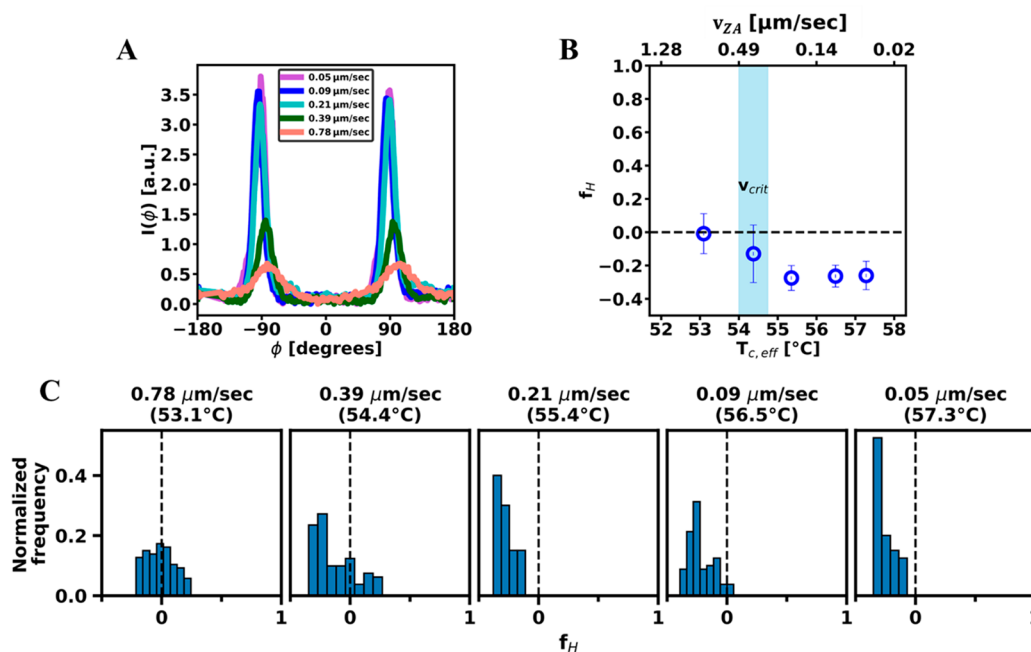 A
I(ϕ) [a.u.]
3.5
3.0
2.5
2.0
1.5
1.0
0.5
0.0
0.05 μm/sec
0.09 μm/sec
0.21 μm/sec
0.39 μm/sec
0.78 μm/sec
−180 −90 0 90 180
ϕ [degrees]
B
v_ZA [μm/sec]
1.28 0.49 0.14 0.02
f_H
1.0
0.8
0.6
0.4
0.2
0.0
−0.2
−0.4
v_crit
52 53 54 55 56 57 58
T_c,eff [°C]
C
0.78 μm/sec
(53.1°C)
0.39 μm/sec
(54.4°C)
0.21 μm/sec
(55.4°C)
0.09 μm/sec
(56.5°C)
0.05 μm/sec
(57.3°C)
Normalized
frequency
0.4
0.2
0.0
0 1 0 1 0 1 0 1 0 1
f_H